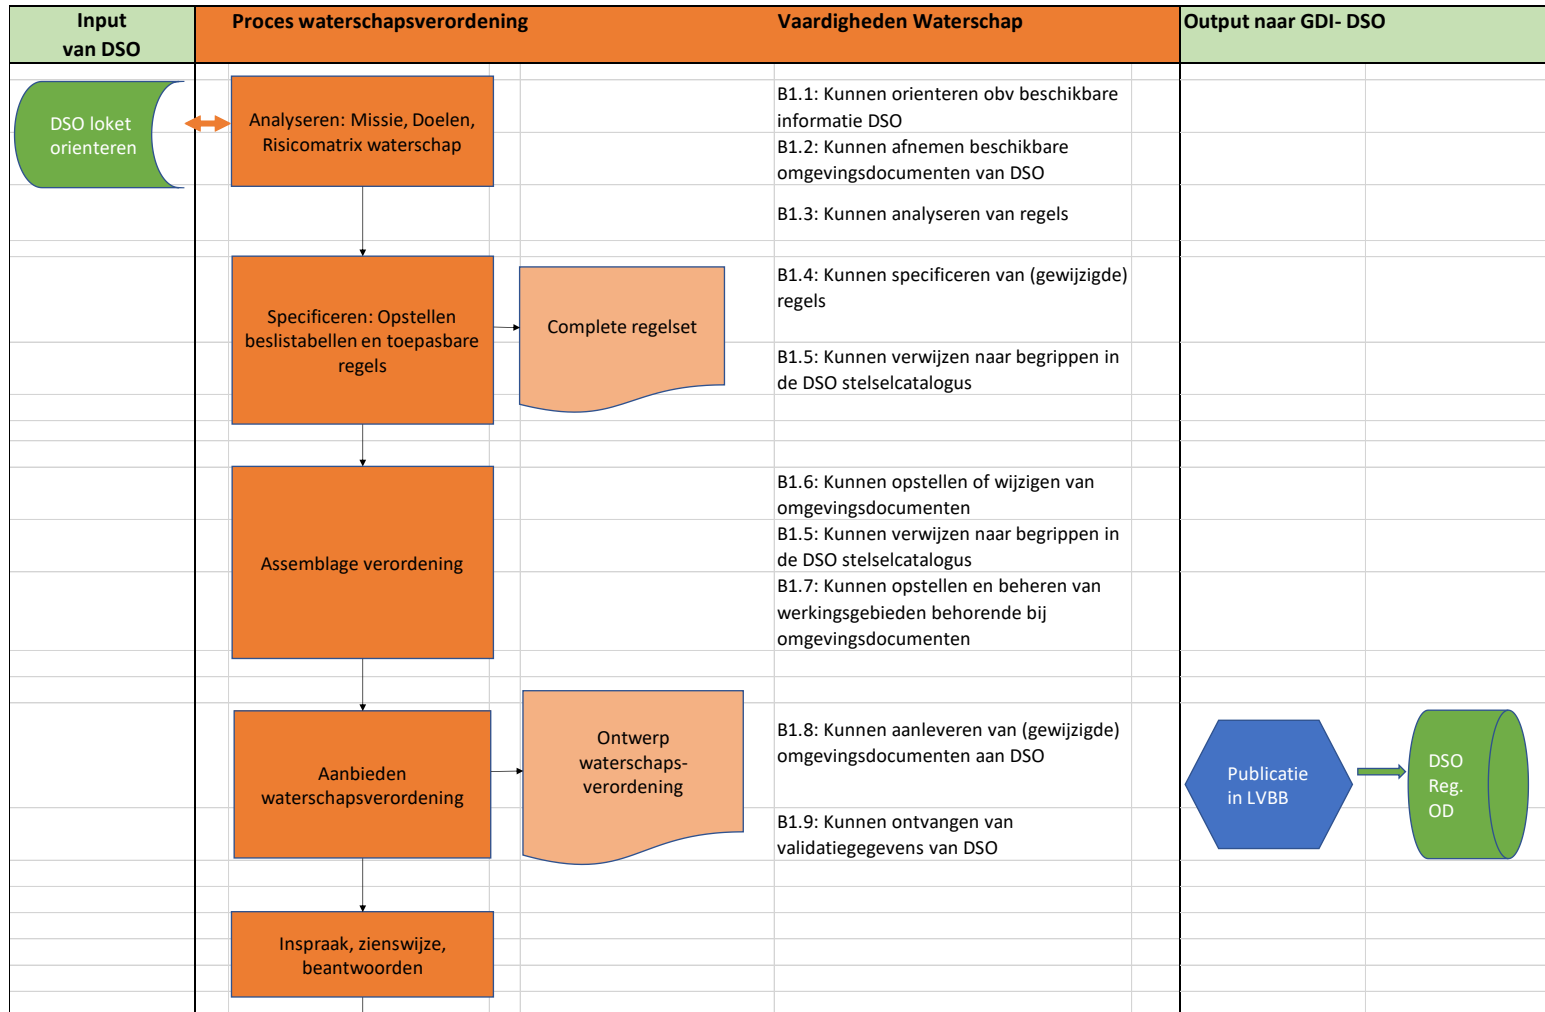 Input
van DSO
Proces waterschapsverordening
Vaardigheden Waterschap
Output naar GDI- DSO
DSO loket
orienteren
Analyseren: Missie, Doelen,
Risicomatrix waterschap
B1.1: Kunnen orienteren obv beschikbare
informatie DSO
B1.2: Kunnen afnemen beschikbare
omgevingsdocumenten van DSO
B1.3: Kunnen analyseren van regels
Specificeren: Opstellen
beslistabellen en toepasbare
regels
Complete regelset
B1.4: Kunnen specificeren van (gewijzigde)
regels
B1.5: Kunnen verwijzen naar begrippen in
de DSO stelselcatalogus
Assemblage verordening
B1.6: Kunnen opstellen of wijzigen van
omgevingsdocumenten
B1.5: Kunnen verwijzen naar begrippen in
de DSO stelselcatalogus
B1.7: Kunnen opstellen en beheren van
werkingsgebieden behorende bij
omgevingsdocumenten
Aanbieden
waterschapsverordening
Ontwerp
waterschaps-
verordening
B1.8: Kunnen aanleveren van (gewijzigde)
omgevingsdocumenten aan DSO
B1.9: Kunnen ontvangen van
validatiegegevens van DSO
Publicatie
in LVBB
DSO
Reg.
OD
Inspraak, zienswijze,
beantwoorden